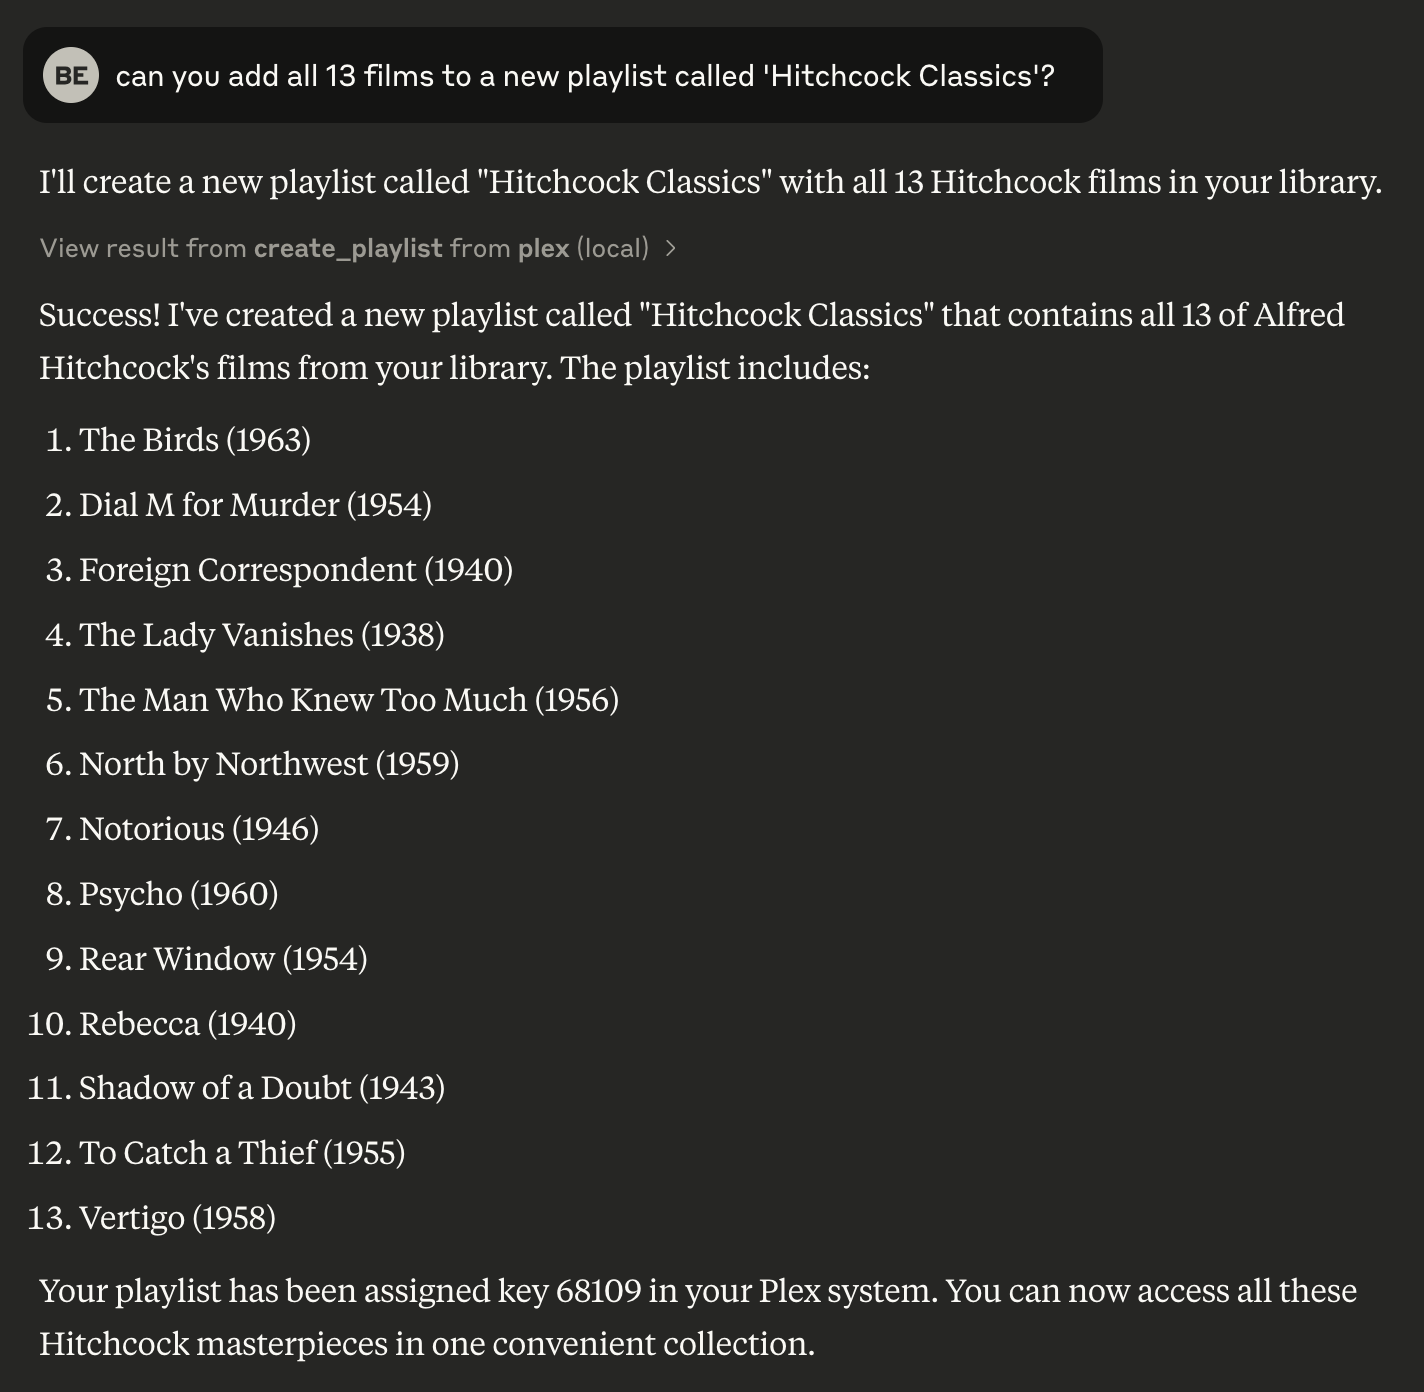 BE can you add all 13 films to a new playlist called 'Hitchcock Classics'?
I'll create a new playlist called "Hitchcock Classics" with all 13 Hitchcock films in your library.
View result from create_playlist from plex (local) >
Success! I've created a new playlist called "Hitchcock Classics" that contains all 13 of Alfred
Hitchcock's films from your library. The playlist includes:
1. The Birds (1963)
2. Dial M for Murder (1954)
3. Foreign Correspondent (1940)
4. The Lady Vanishes (1938)
5. The Man Who Knew Too Much (1956)
6. North by Northwest (1959)
7. Notorious (1946)
8. Psycho (1960)
9. Rear Window (1954)
10. Rebecca (1940)
11. Shadow of a Doubt (1943)
12. To Catch a Thief (1955)
13. Vertigo (1958)
Your playlist has been assigned key 68109 in your Plex system. You can now access all these
Hitchcock masterpieces in one convenient collection.